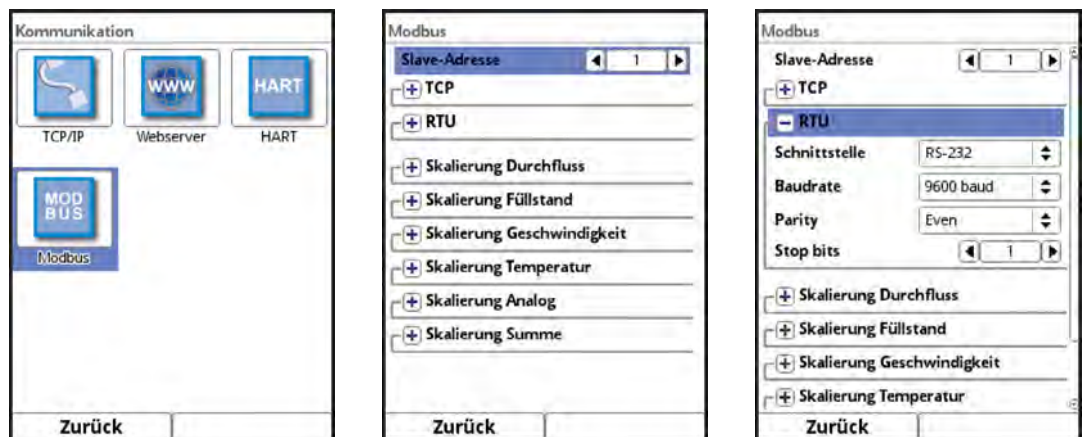 Kommunikation
WWW
HART
TCP/IP
Webserver
HART
MOD
BUS
Modbus
Zurück
Modbus
Slave-Adresse 1
TCP
RTU
Skalierung Durchfluss
Skalierung Füllstand
Skalierung Geschwindigkeit
Skalierung Temperatur
Skalierung Analog
Skalierung Summe
Zurück
Modbus
Slave-Adresse 1
TCP
RTU
Schnittstelle RS-232
Baudrate 9600 baud
Parity Even
Stop bits 1
Skalierung Durchfluss
Skalierung Füllstand
Skalierung Geschwindigkeit
Skalierung Temperatur
Zurück